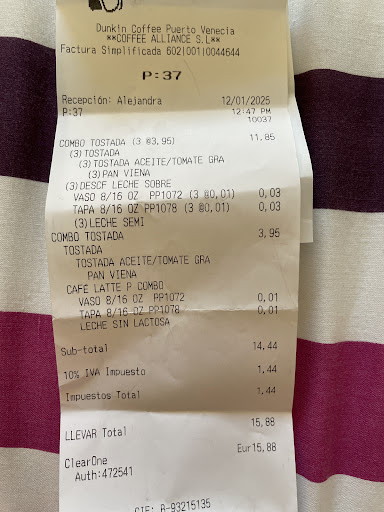 Dunkin Coffee Puerto Venecia
**COFFEE ALLIANCE S.L**
Factura Simplificada 602|001|0044644
P:37
Recepción: Alejandra 12/01/2025
P:37 12:47 PM
10037
COMBO TOSTADA (3 @3,95) 11,85
(3)TOSTADA
(3)TOSTADA ACEITE/TOMATE GRA
(3)PAN VIENA
(3)DESCF LECHE SOBRE
VASO 8/16 OZ PP1072 (3 @0,01) 0,03
TAPA 8/16 OZ PP1078 (3 @0,01) 0,03
(3)LECHE SEMI
COMBO TOSTADA 3,95
TOSTADA
TOSTADA ACEITE/TOMATE GRA
PAN VIENA
CAFE LATTE P COMBO
VASO 8/16 OZ PP1072 0,01
TAPA 8/16 OZ PP1078 0,01
LECHE SIN LACTOSA
Sub-total 14,44
10% IVA Impuesto 1,44
Impuestos Total 1,44
LLEVAR Total 15,88
Eur15,88
ClearOne
Auth:472541
CIF: B-93215135